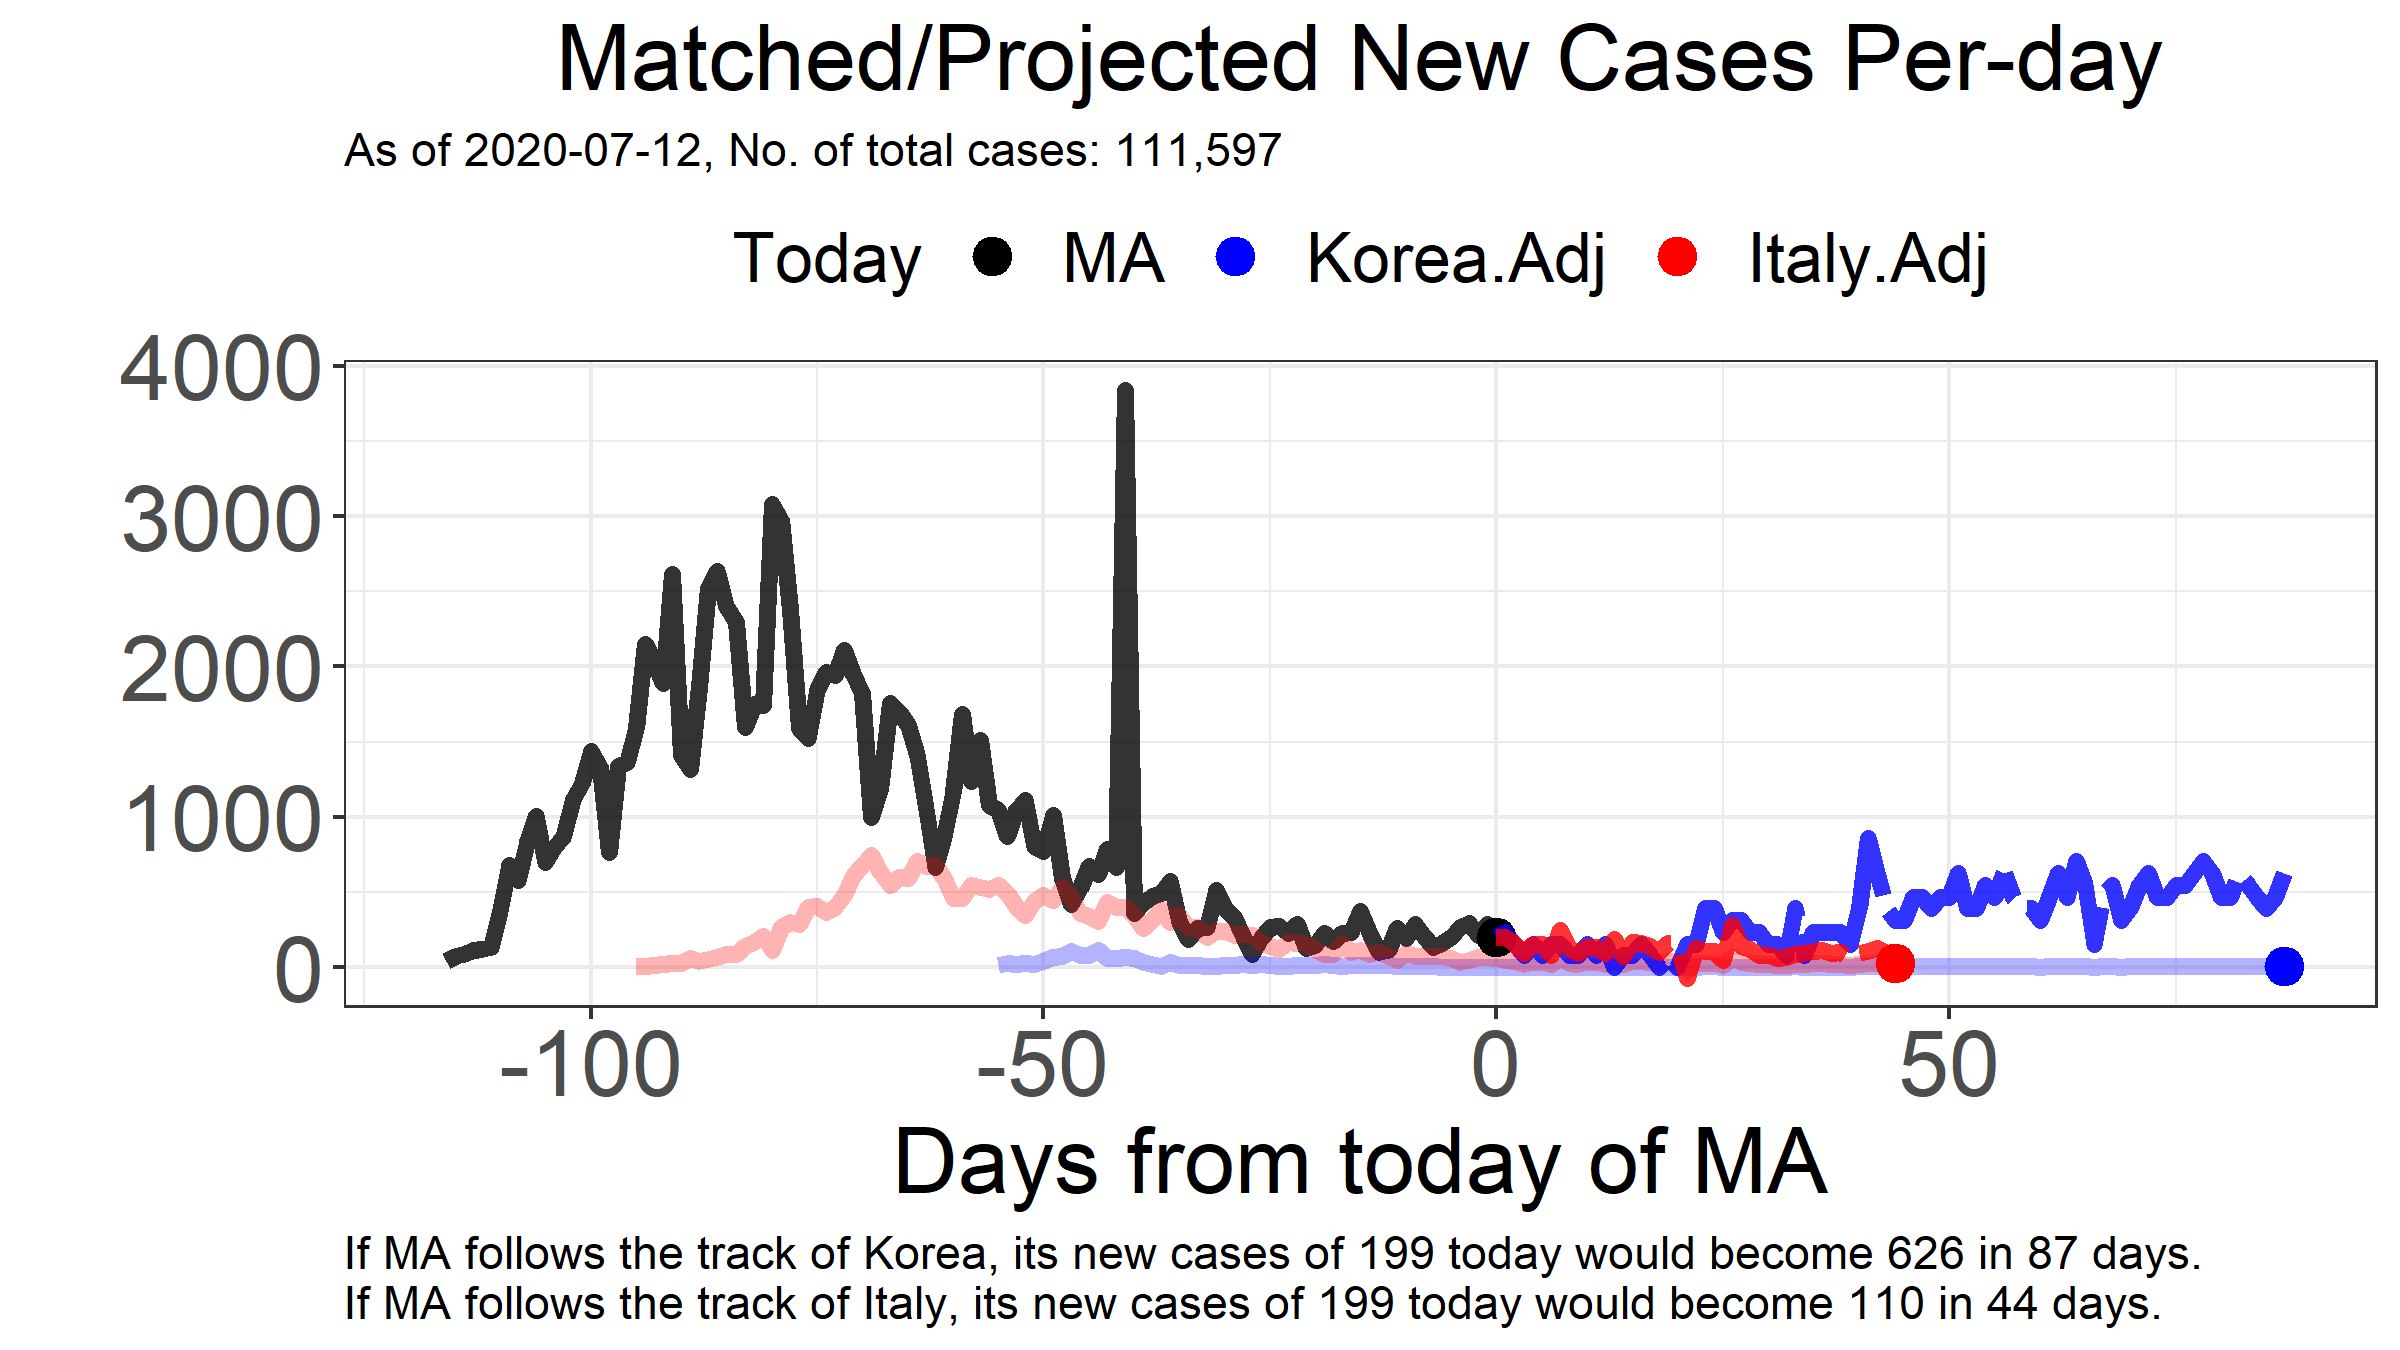 Matched/Projected New Cases Per-day
As of 2020-07-12, No. of total cases: 111,597
Today MA Korea.Adj Italy.Adj
4000
3000
2000
1000
0
-100 -50 0 50
Days from today of MA
If MA follows the track of Korea, its new cases of 199 today would become 626 in 87 days.
If MA follows the track of Italy, its new cases of 199 today would become 110 in 44 days.